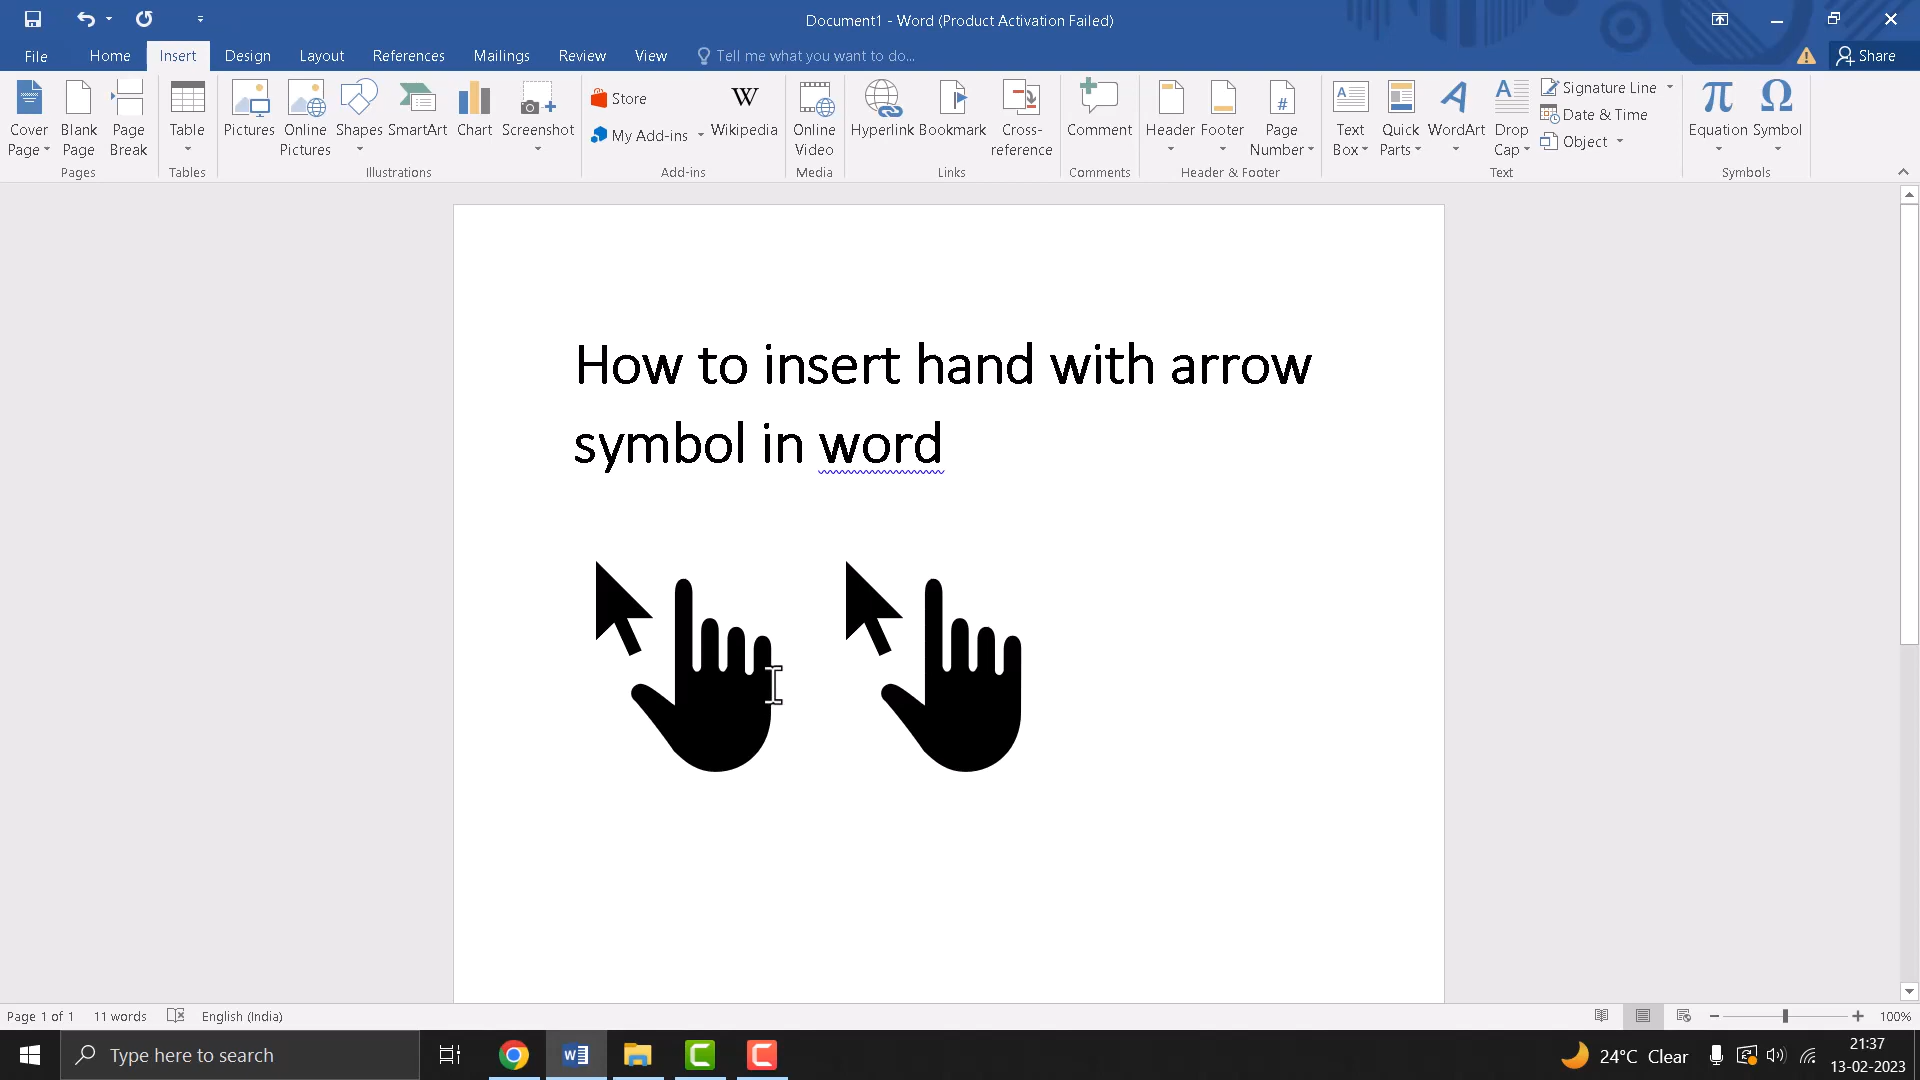 Document1 - Word (Product Activation Failed)
File Home Insert Design Layout References Mailings Review View Tell me what you want to do... Share
Cover Page
Blank Page
Page Break
Pages
Table
Tables
Pictures
Online Pictures
Shapes
SmartArt
Chart
Screenshot
Illustrations
Store
My Add-ins
W
Wikipedia
Add-ins
Online Video
Media
Hyperlink
Bookmark
Cross-reference
Links
Comment
Comments
Header
Footer
#
Page Number
Header & Footer
A
Text Box
Quick Parts
A
WordArt
A
Drop Cap
Signature Line
Date & Time
Object
Text
π
Equation
Ω
Symbol
Symbols
How to insert hand with arrow
symbol in word
Page 1 of 1 11 words English (India) 100%
Type here to search
24°C Clear
21:37
13-02-2023